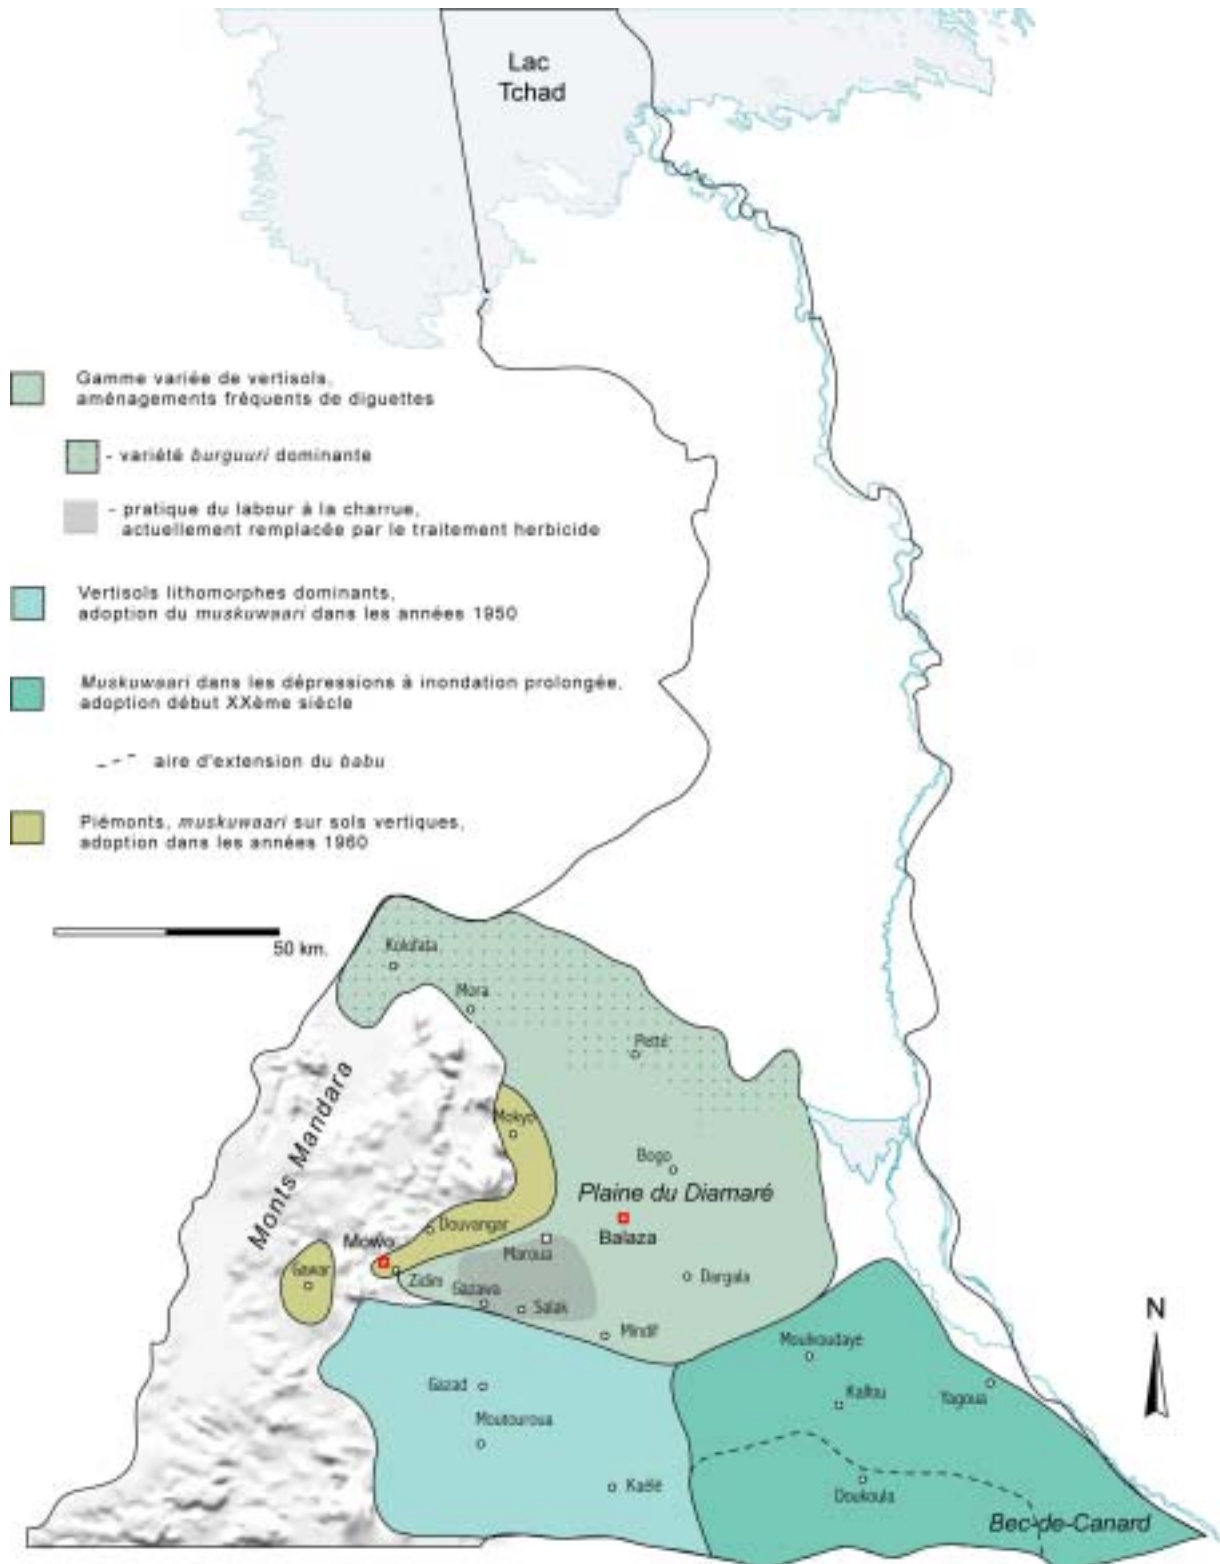 Lac
Tchad
Gamme variée de vertisols,
aménagements fréquents de diguettes
- variété burguuri dominante
- pratique du labour à la charrue,
actuellement remplacée par le traitement herbicide
Vertisols lithomorphes dominants,
adoption du muskuwaari dans les années 1950
Muskuwaari dans les dépressions à inondation prolongée,
adoption début XXème siècle
aire d'extension du babu
Piémonts, muskuwaari sur sols vertiques,
adoption dans les années 1960
50 km.
Kolofata
Mora
Petté
Monts Mandara
Mokyo
Bogo
Plaine du Diamaré
Douvangar
Balaza
Mowo
Maroua
Gawar
Zidim
Dargala
Gazawa
Salak
Mindif
N
Moulvoudaye
Gazad
Kalfou
Yagoua
Moutouroua
Kaélé
Doukoula
Bec-de-Canard